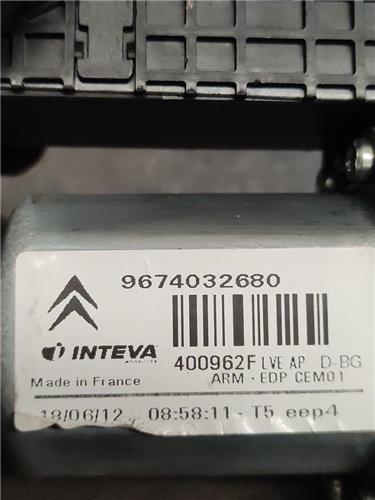 9674032680
INTEVA
400962F LVE AP D-BG
Made in France
ARM - EDP CEM01
18/06/12 08:58:11 - T5 eep4